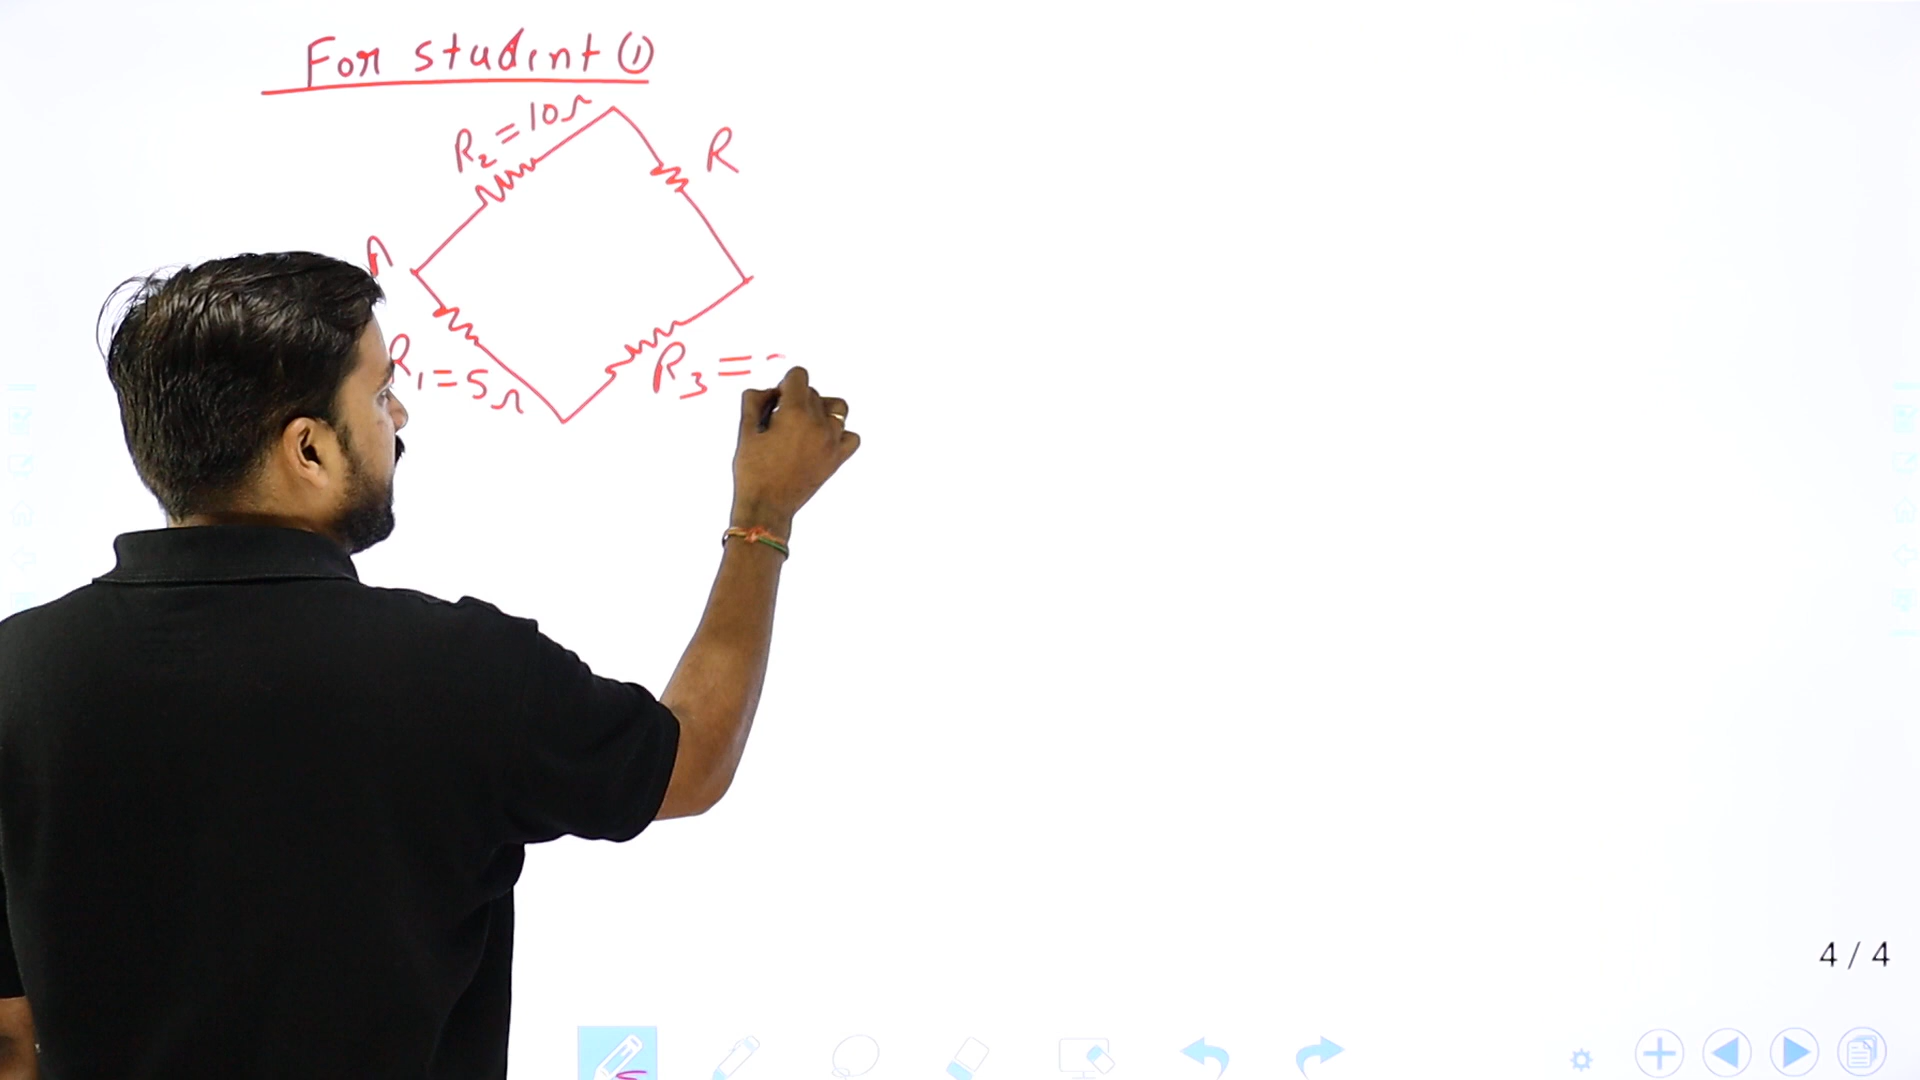 For student ①
R₂ = 10Ω
R
A
R₁ = 5Ω
R₃ =
4 / 4